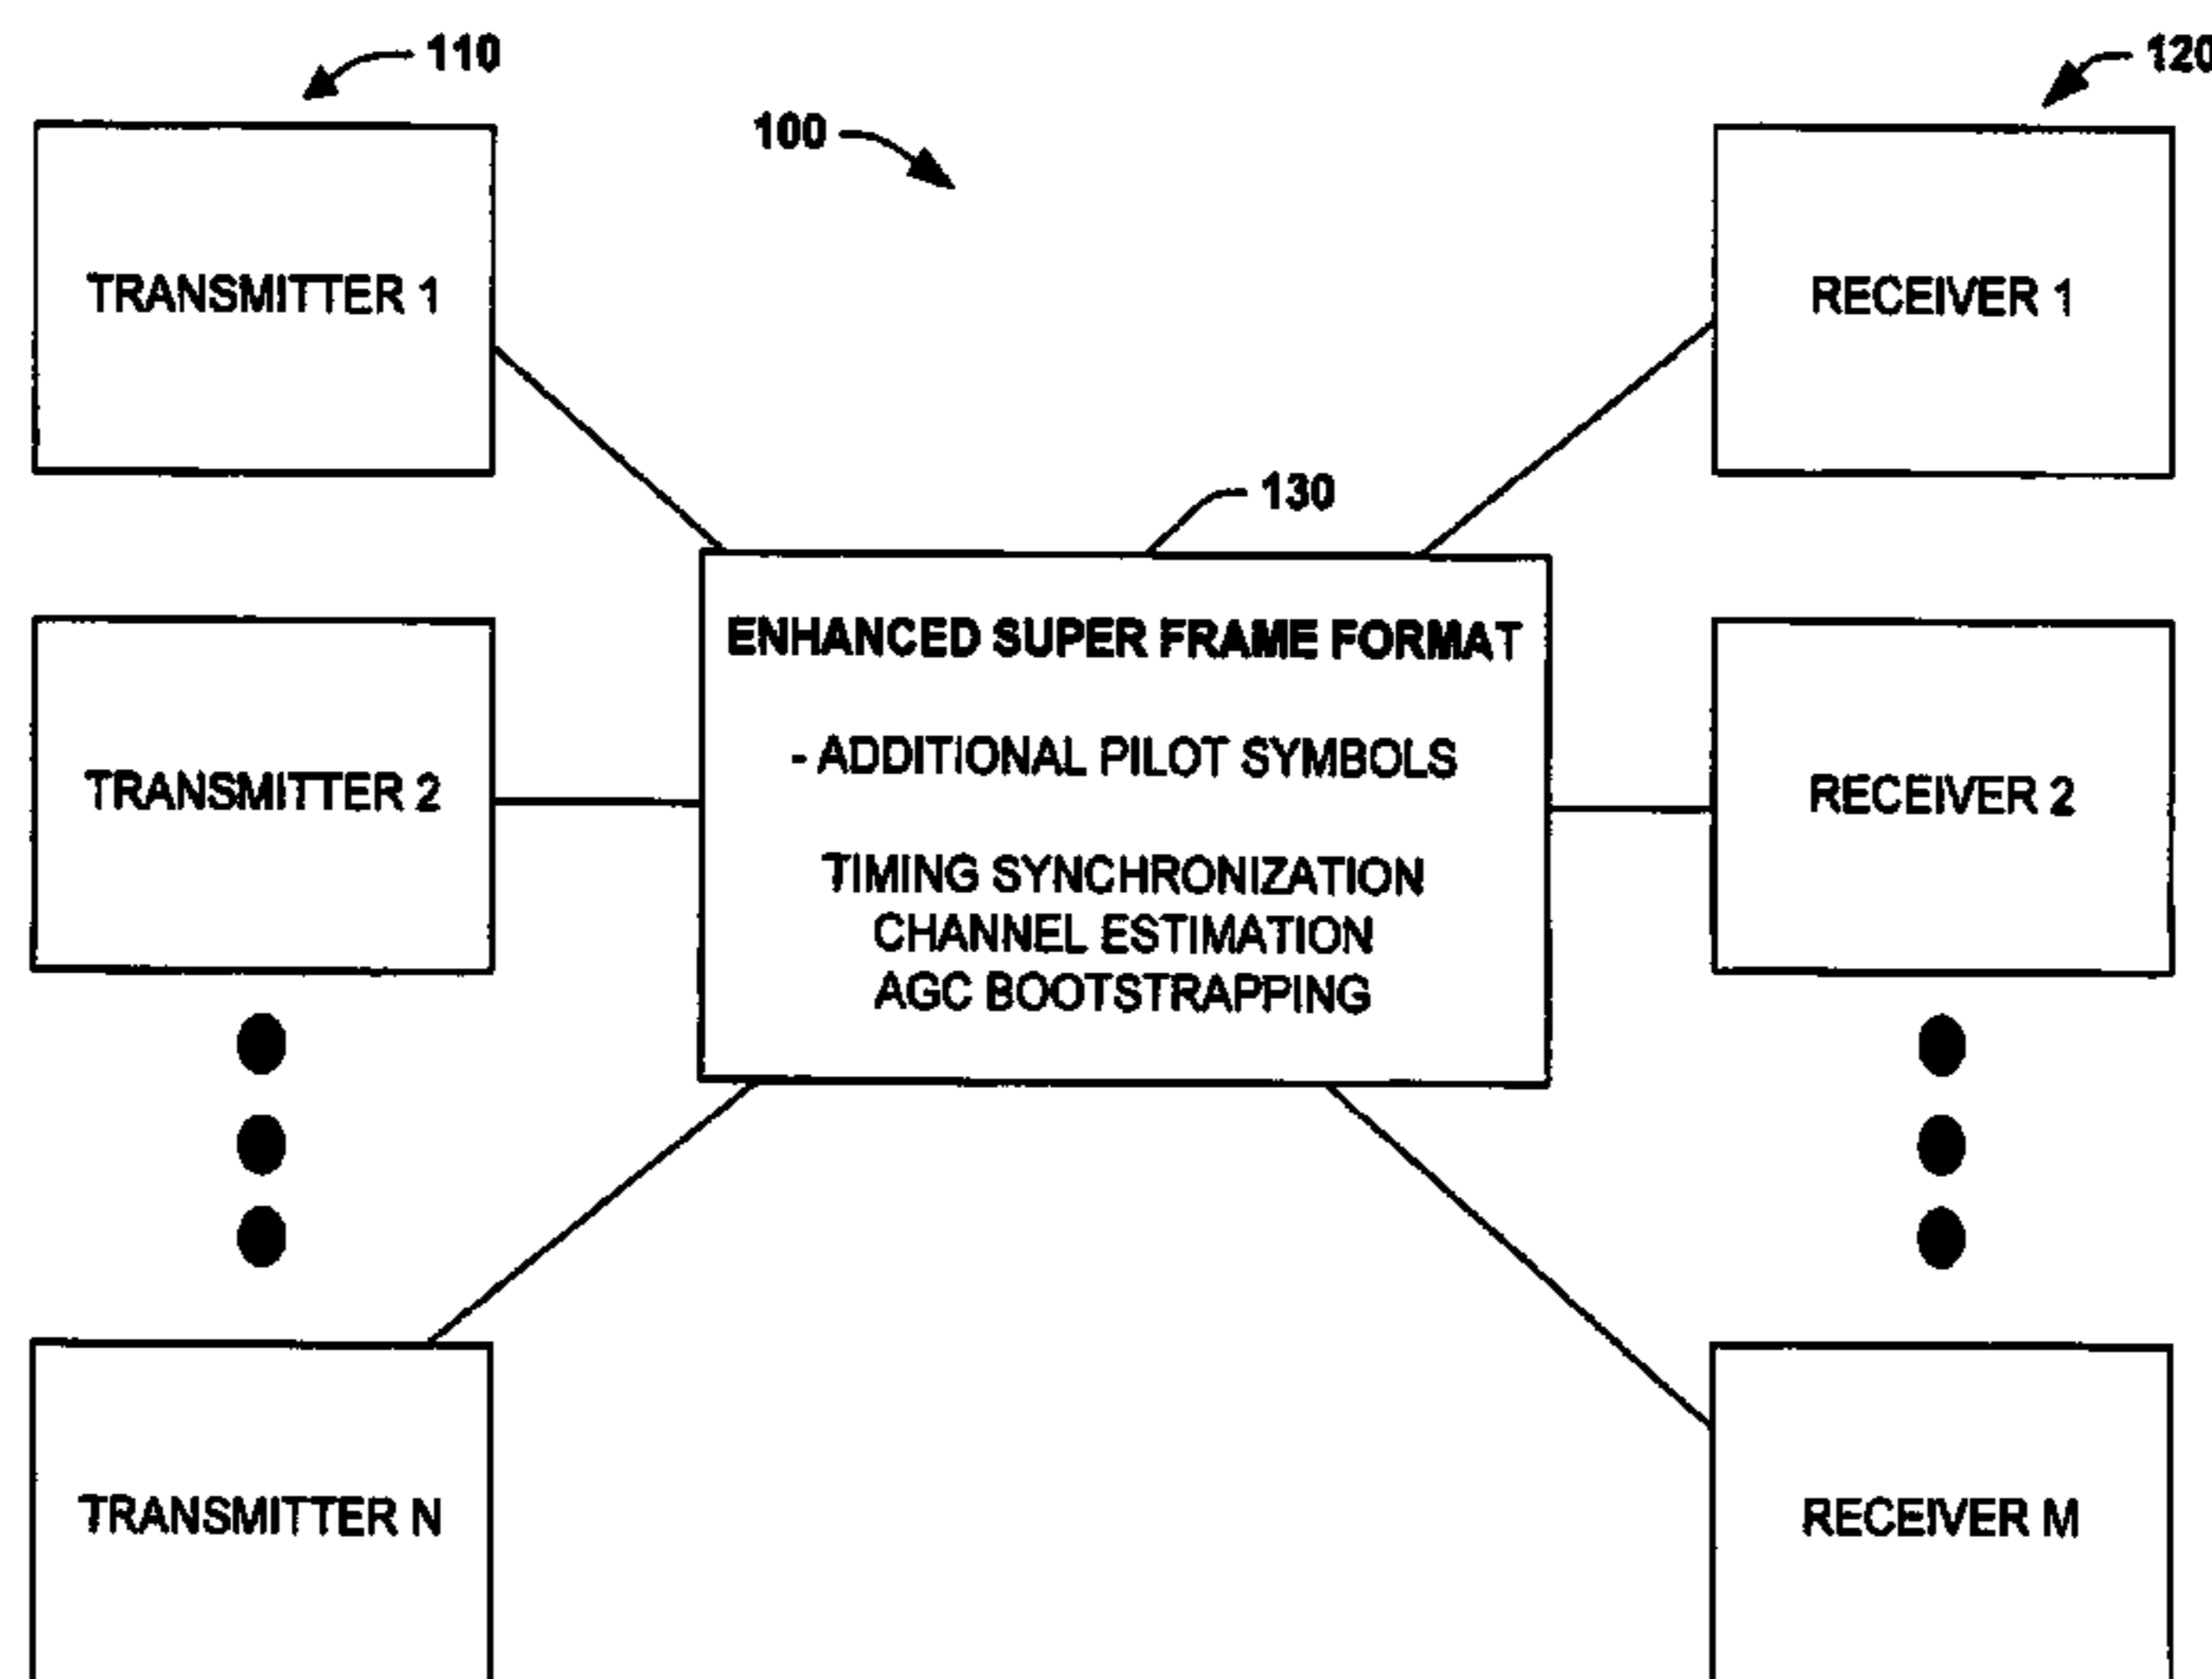 110
120
100
TRANSMITTER 1
RECEIVER 1
130
ENHANCED SUPER FRAME FORMAT
- ADDITIONAL PILOT SYMBOLS
TIMING SYNCHRONIZATION
CHANNEL ESTIMATION
AGC BOOTSTRAPPING
TRANSMITTER 2
RECEIVER 2
TRANSMITTER N
RECEIVER M